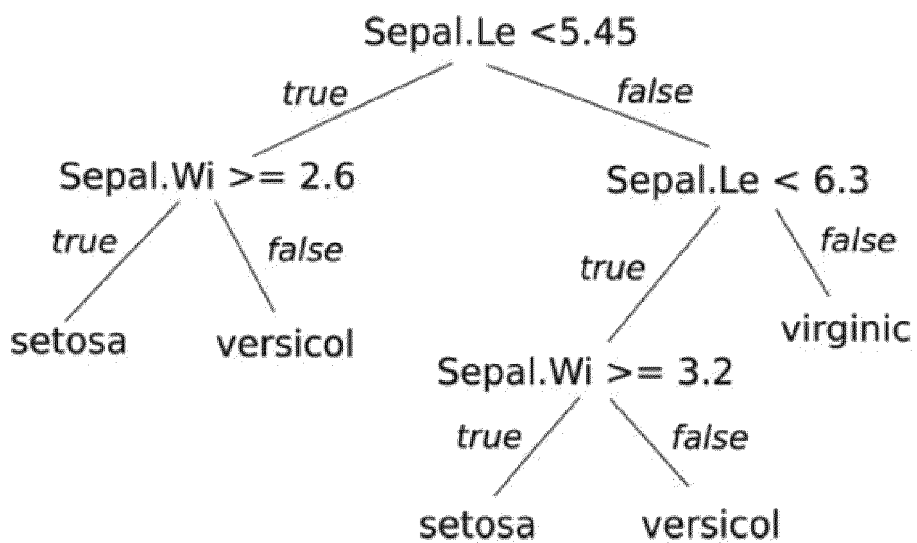 Sepal.Le <5.45
true
false
Sepal.Wi >= 2.6
Sepal.Le < 6.3
true
false
true
false
setosa
versicol
virginic
Sepal.Wi >= 3.2
true
false
setosa
versicol